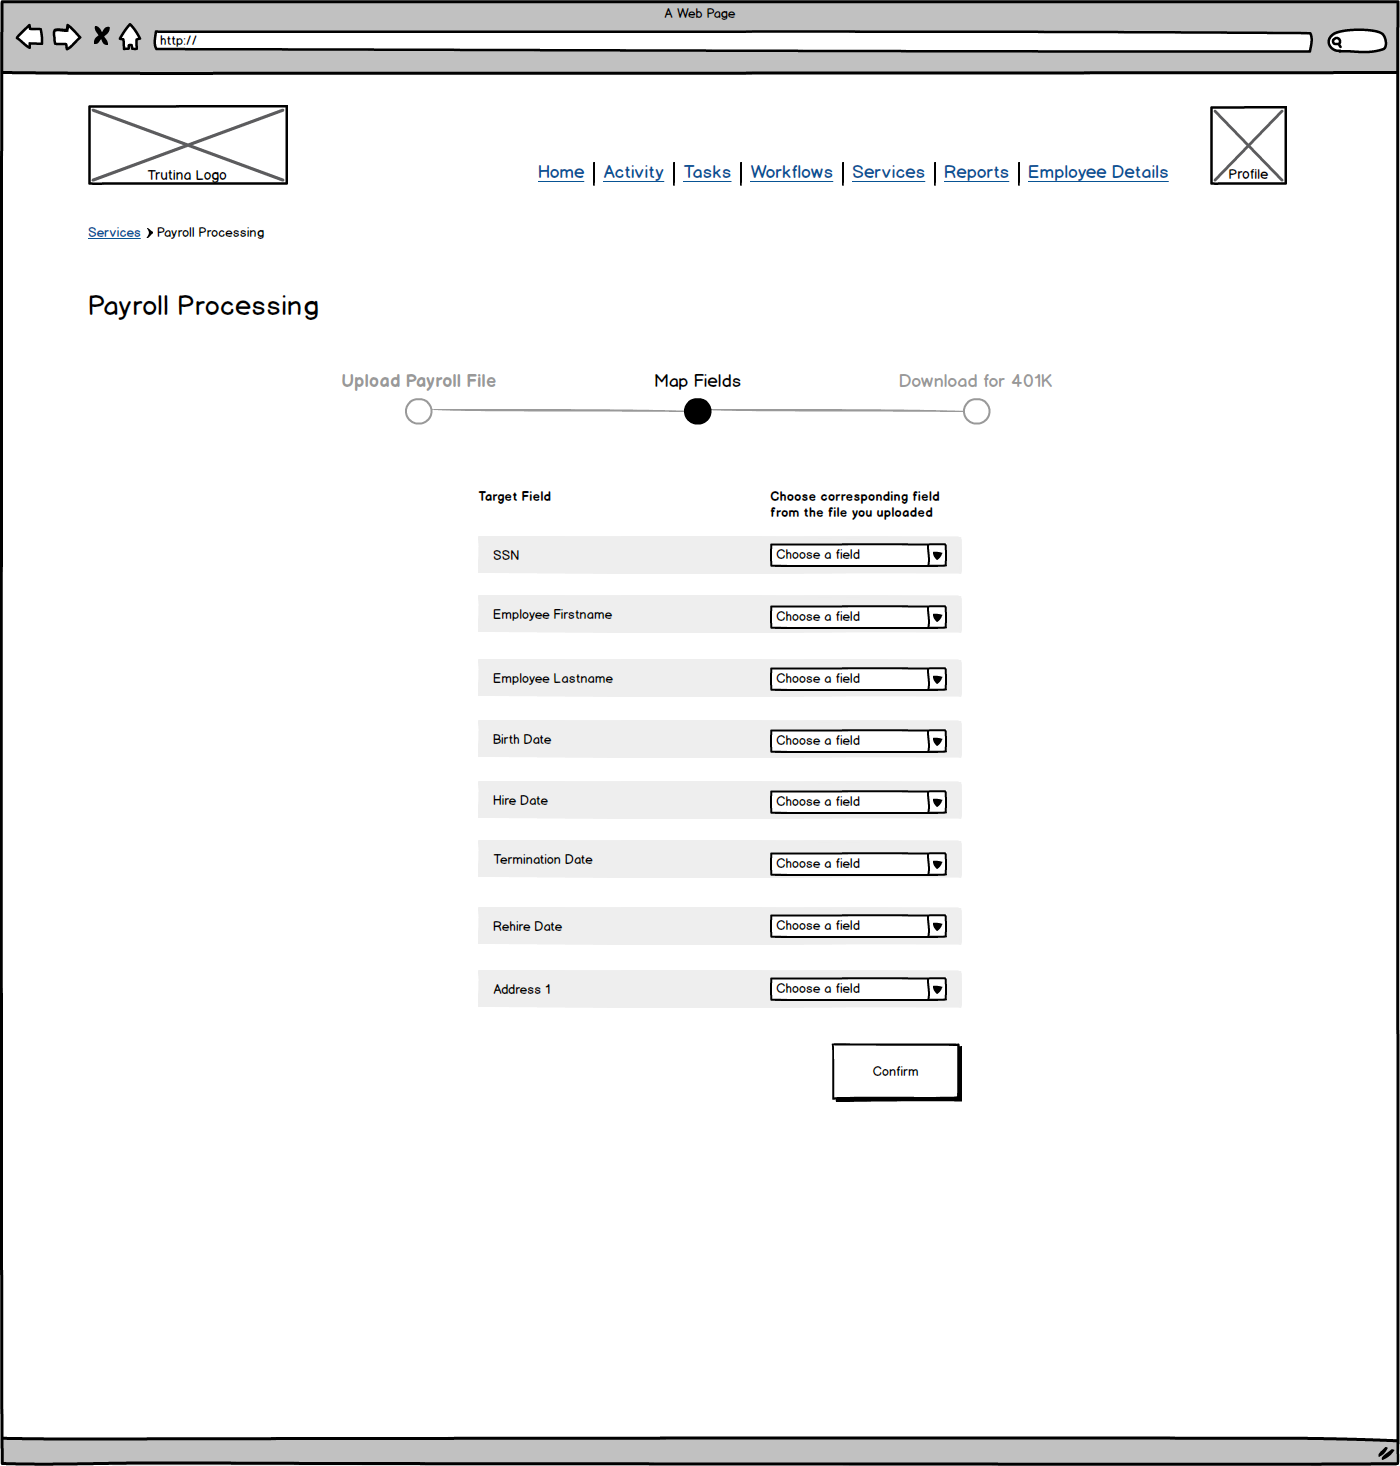 A Web Page
http://
Trutina Logo
Home Activity Tasks Workflows Services Reports Employee Details
Profile
Services Payroll Processing
Payroll Processing
Upload Payroll File Map Fields Download for 401K
Target Field
Choose corresponding field
from the file you uploaded
SSN Choose a field
Employee Firstname Choose a field
Employee Lastname Choose a field
Birth Date Choose a field
Hire Date Choose a field
Termination Date Choose a field
Rehire Date Choose a field
Address 1 Choose a field
Confirm